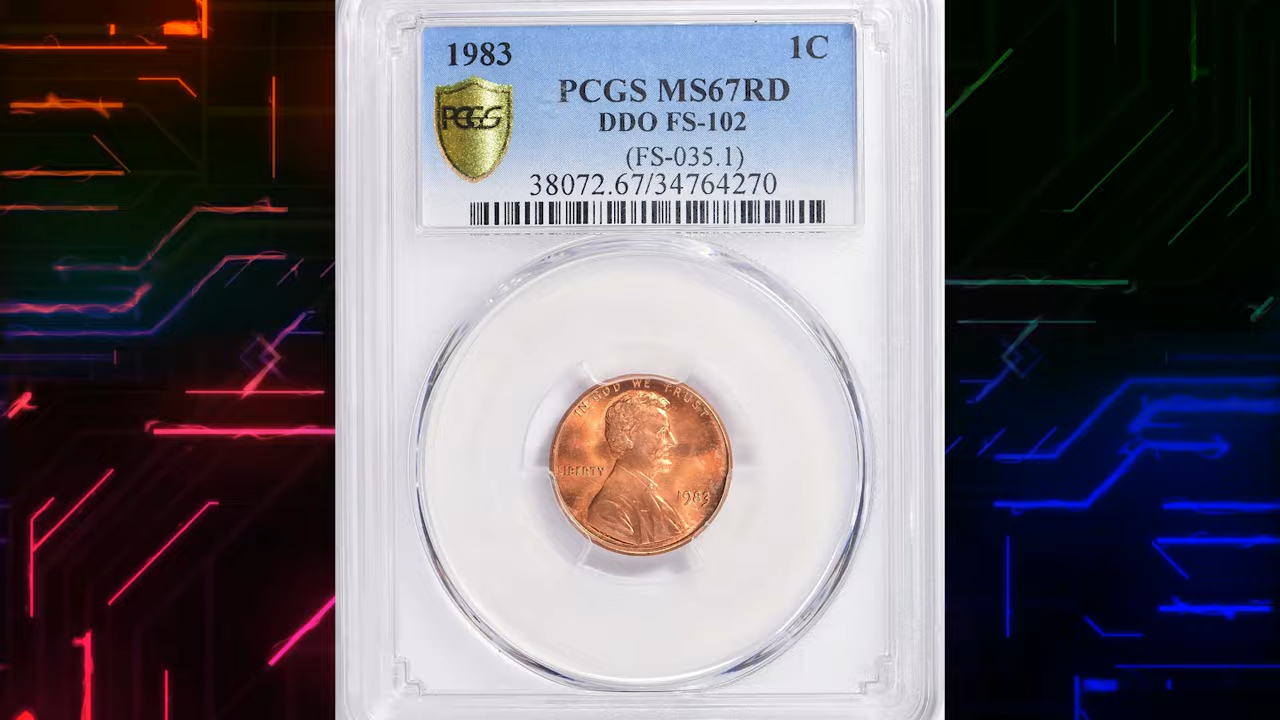 1983 1C
PCGS MS67RD
PCGS
DDO FS-102
(FS-035.1)
38072.67/34764270
IN GOD WE TRUST
LIBERTY
1983